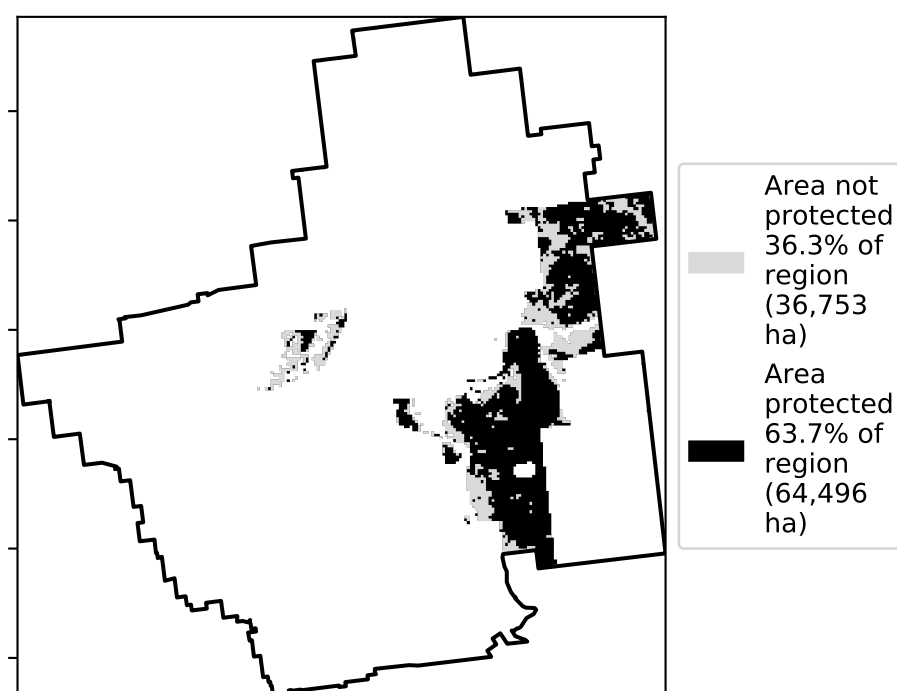 Area not
protected
36.3% of
region
(36,753
ha)
Area
protected
63.7% of
region
(64,496
ha)